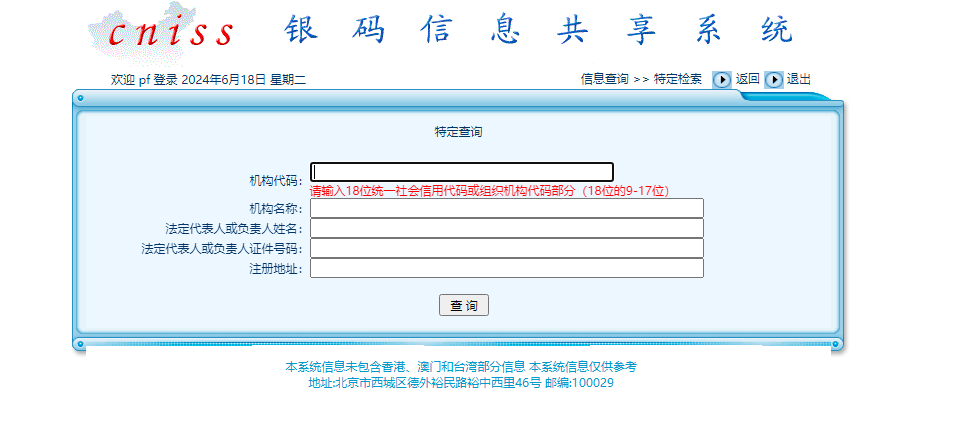 cniss 银码信息共享系统
欢迎 pf 登录 2024年6月18日 星期二 信息查询 >> 特定检索 返回 退出
特定查询
机构代码:
请输入18位统一社会信用代码或组织机构代码部分（18位的9-17位）
机构名称:
法定代表人或负责人姓名:
法定代表人或负责人证件号码:
注册地址:
查 询
本系统信息未包含香港、澳门和台湾部分信息 本系统信息仅供参考
地址:北京市西城区德外裕民路裕中西里46号 邮编:100029